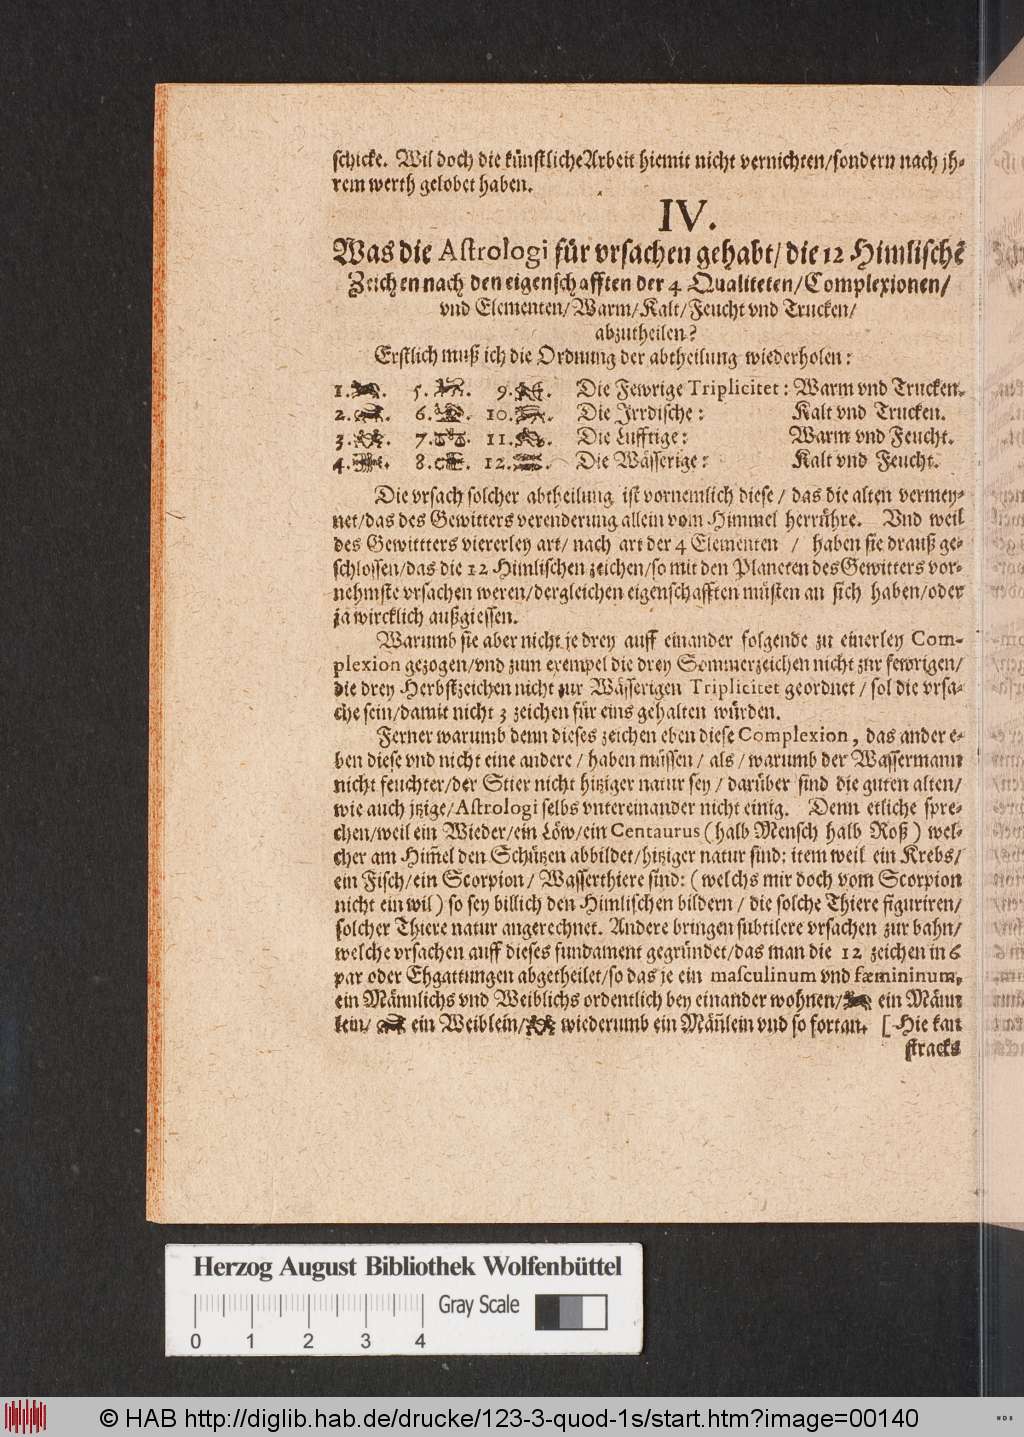 schicke. Wil doch die künstliche Arbeit hiemit nicht vernichten/sondern nach jh-
rem werth gelobet haben.
IV.
Was die Astrologi für vrsachen gehabt/die 12 Himlischē
Zeichen nach den eigenschafften der 4 Qualiteten/Complexionen/
vnd Elementen/Warm/Kalt/Feucht vnd Trucken/
abzutheilen?
Erstlich muß ich die Ordnung der abtheilung wiederholen:
1. ♈. 5. ♌. 9. ♐. Die Fewrige Triplicitet: Warm vnd Trucken.
2. ♉. 6. ♍. 10. ♑. Die Jrrdische: Kalt vnd Trucken.
3. ♊. 7. ♎. 11. ♒. Die Lufftige: Warm vnd Feucht.
4. ♋. 8. ♏. 12. ♓. Die Wässerige: Kalt vnd Feucht.
Die vrsach solcher abtheilung ist vornemlich diese/das die alten vermey-
net/das des Gewitters verenderung allein vom Himmel herrühre. Vnd weil
des Gewittters viererley art/nach art der 4 Elementen/haben sie drauß ge-
schlossen/das die 12 Himlischen zeichen/so mit den Planeten des Gewitters vor-
nehmste vrsachen weren/dergleichen eigenschafften müsten an sich haben/oder
ja wircklich außgiessen.
Warumb sie aber nicht je drey auff einander folgende zu einerley Com-
plexion gezogen/vnd zum exempel die drey Sommerzeichen nicht zur fewrigen/
die drey Herbstzeichen nicht zur Wässerigen Triplicitet geordnet/sol die vrsa-
che sein/damit nicht 3 zeichen für eins gehalten würden.
Ferner warumb denn dieses zeichen eben diese Complexion, das ander e-
ben diese vnd nicht eine andere/haben müssen/als/warumb der Wassermann
nicht feuchter/der Stier nicht hitziger natur sey/darüber sind die guten alten/
wie auch jtzige/Astrologi selbs vntereinander nicht einig. Denn etliche spre-
chen/weil ein Wieder/ein Löw/ein Centaurus (halb Mensch halb Roß) wel-
cher am Him̄el den Schützen abbildet/hitziger natur sind: item weil ein Krebs/
ein Fisch/ein Scorpion/Wasserthiere sind: (welchs mir doch vom Scorpion
nicht ein wil) so sey billich den Himlischen bildern/die solche Thiere figuriren/
solcher Thiere natur angerechnet. Andere bringen subtilere vrsachen zur bahn/
welche vrsachen auff dieses fundament gegründet/das man die 12 zeichen in 6
par oder Ehgattungen abgetheilet/so das je ein masculinum vnd fæmininum,
ein Männlichs vnd Weiblichs ordentlich bey einander wohnen/♈ ein Männ
lein/♉ ein Weiblein/♊ wiederumb ein Mān̄lein vnd so fortan. [Hie kan
stracks
Herzog August Bibliothek Wolfenbüttel
0 1 2 3 4 Gray Scale
© HAB http://diglib.hab.de/drucke/123-3-quod-1s/start.htm?image=00140